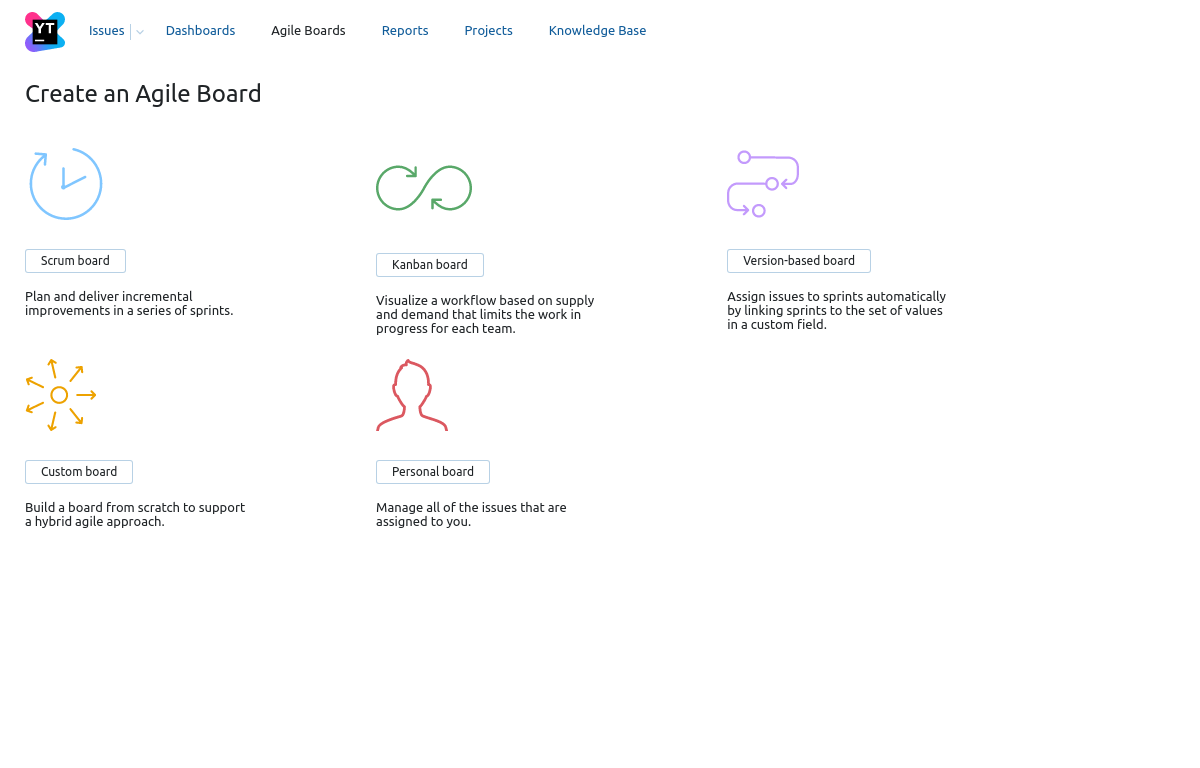 YT
Issues Dashboards Agile Boards Reports Projects Knowledge Base
Create an Agile Board
Scrum board
Plan and deliver incremental
improvements in a series of sprints.
Kanban board
Visualize a workflow based on supply
and demand that limits the work in
progress for each team.
Version-based board
Assign issues to sprints automatically
by linking sprints to the set of values
in a custom field.
Custom board
Build a board from scratch to support
a hybrid agile approach.
Personal board
Manage all of the issues that are
assigned to you.